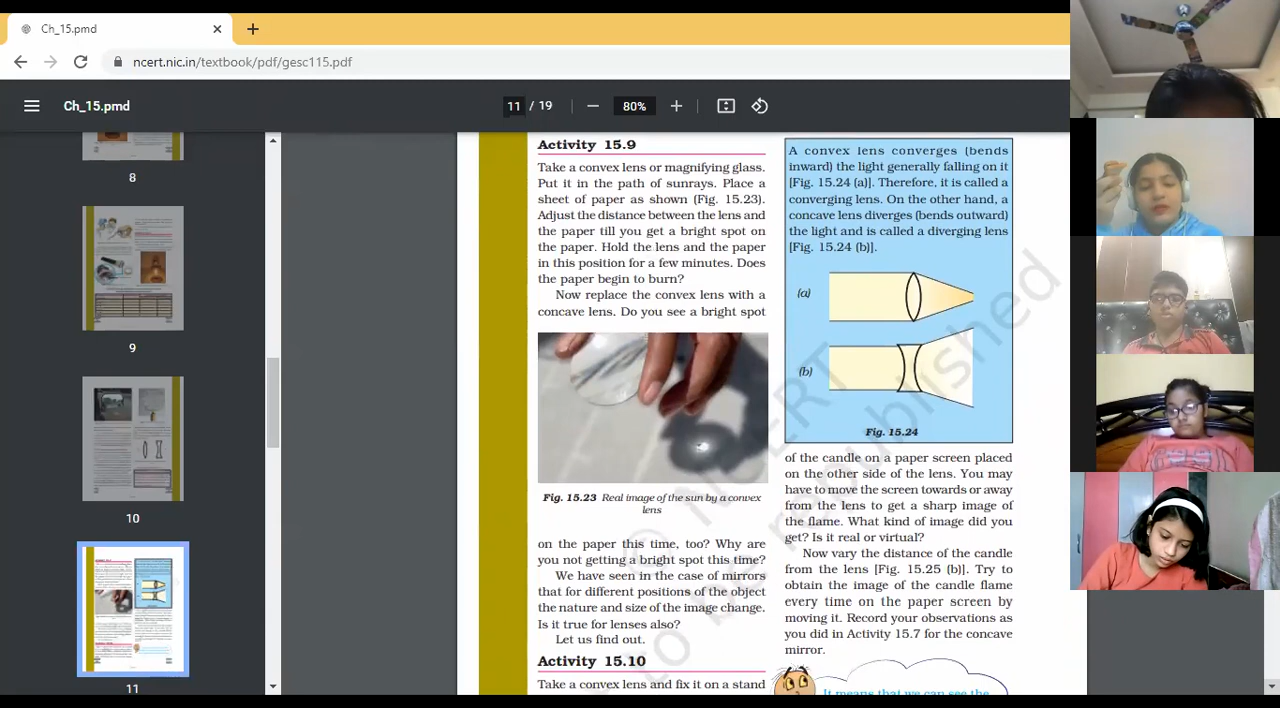 Ch_15.pmd
ncert.nic.in/textbook/pdf/gesc115.pdf
Ch_15.pmd
11 / 19
80%
8
9
10
11
Activity 15.9
Take a convex lens or magnifying glass.
Put it in the path of sunrays. Place a
sheet of paper as shown (Fig. 15.23).
Adjust the distance between the lens and
the paper till you get a bright spot on
the paper. Hold the lens and the paper
in this position for a few minutes. Does
the paper begin to burn?
Now replace the convex lens with a
concave lens. Do you see a bright spot
Fig. 15.23 Real image of the sun by a convex
lens
on the paper this time, too? Why are
you not getting a bright spot this time?
We have seen in the case of mirrors
that for different positions of the object
the nature and size of the image change.
Is it true for lenses also?
Let us find out.
Activity 15.10
Take a convex lens and fix it on a stand
A convex lens converges (bends
inward) the light generally falling on it
[Fig. 15.24 (a)]. Therefore, it is called a
converging lens. On the other hand, a
concave lens diverges (bends outward)
the light and is called a diverging lens
[Fig. 15.24 (b)].
(a)
(b)
Fig. 15.24
of the candle on a paper screen placed
on the other side of the lens. You may
have to move the screen towards or away
from the lens to get a sharp image of
the flame. What kind of image did you
get? Is it real or virtual?
Now vary the distance of the candle
from the lens [Fig. 15.25 (b)]. Try to
obtain the image of the candle flame
every time on the paper screen by
moving it. Record your observations as
you did in Activity 15.7 for the concave
mirror.
It means that we can see the
© NCERT
to be republished